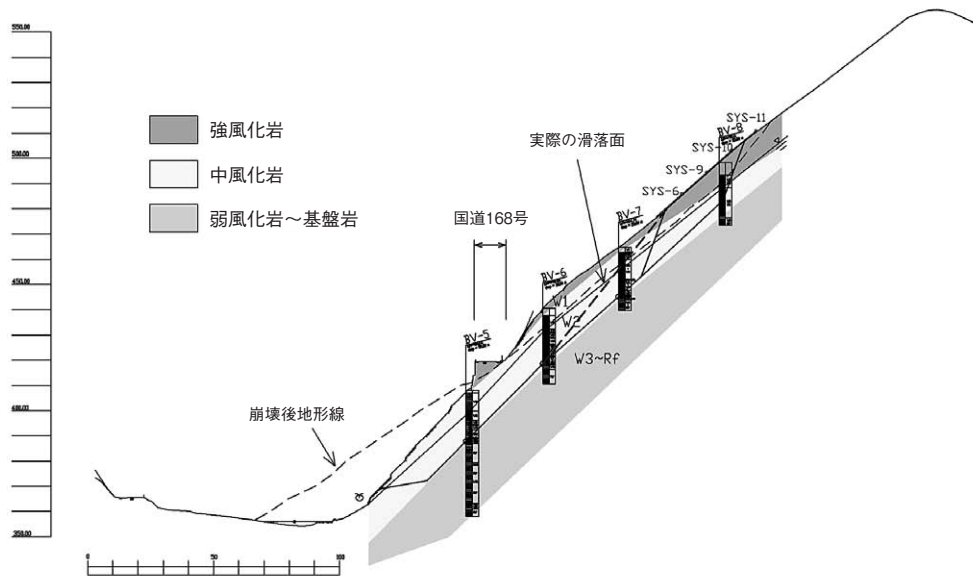 550.00
強風化岩
中風化岩
弱風化岩～基盤岩
500.00
実際の滑落面
SYS-11
BV-8
SYS-10
SYS-9
SYS-6
国道168号
BV-7
450.00
BV-6
W1
W2
BV-5
W3~Rf
400.00
崩壊後地形線
350.00
0
50
100